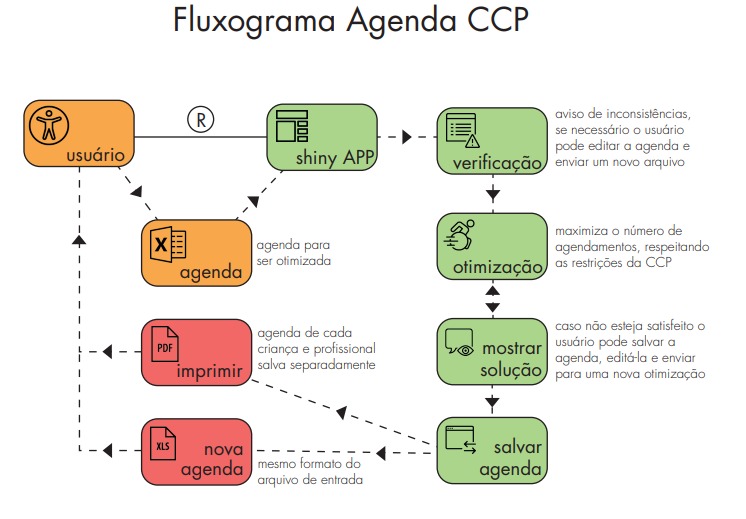 Fluxograma Agenda CCP
usuário
R
shiny APP
verificação
aviso de inconsistências,
se necessário o usuário
pode editar a agenda e
enviar um novo arquivo
X
agenda
agenda para
ser otimizada
otimização
maximiza o número de
agendamentos, respeitando
as restrições da CCP
PDF
imprimir
agenda de cada
criança e profissional
salva separadamente
mostrar
solução
caso não esteja satisfeito o
usuário pode salvar a
agenda, editá-la e enviar
para uma nova otimização
XLS
nova
agenda
mesmo formato do
arquivo de entrada
salvar
agenda